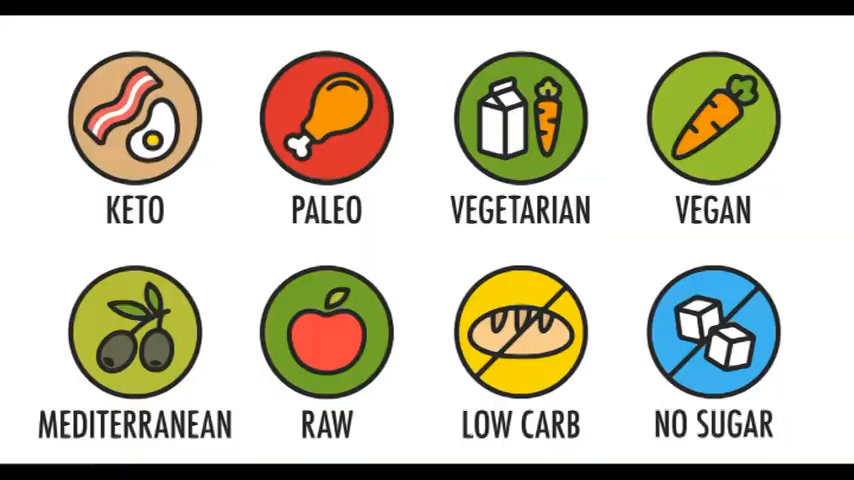 KETO
PALEO
VEGETARIAN
VEGAN
MEDITERRANEAN
RAW
LOW CARB
NO SUGAR